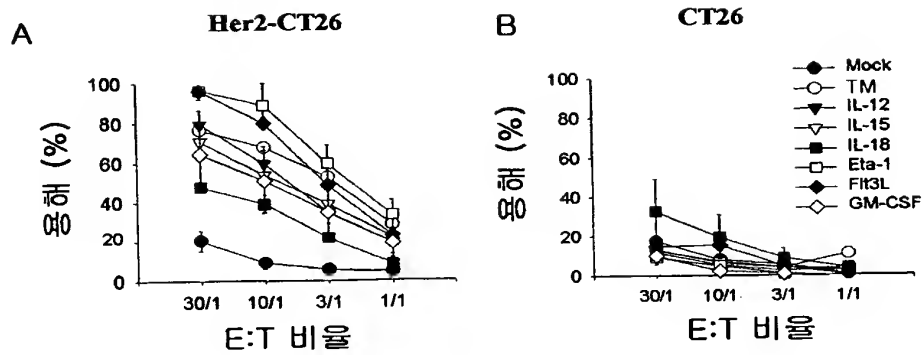 A
Her2-CT26
용해 (%)
100
80
60
40
20
0
30/1
10/1
3/1
1/1
E:T 비율
B
CT26
용해 (%)
100
80
60
40
20
0
30/1
10/1
3/1
1/1
E:T 비율
Mock
TM
IL-12
IL-15
IL-18
Eta-1
Flt3L
GM-CSF